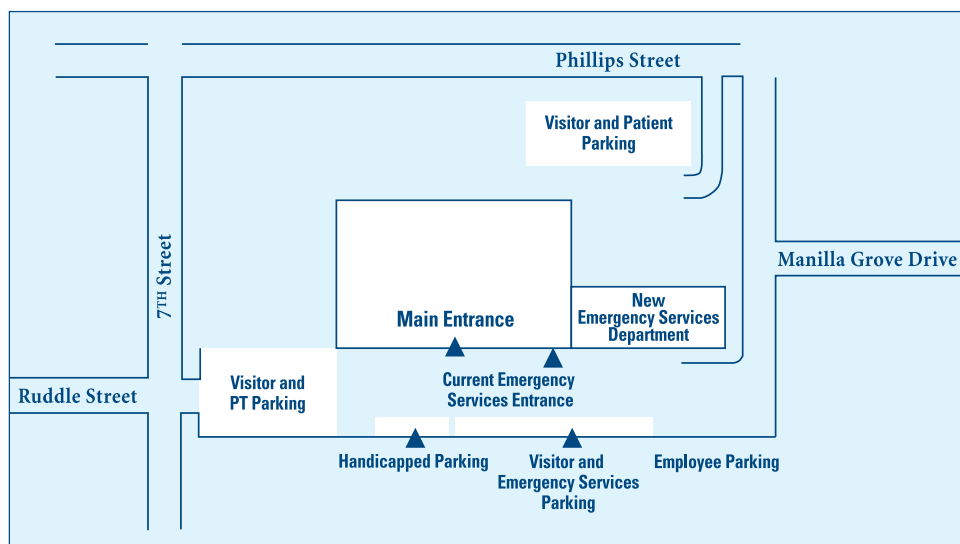 Phillips Street
Visitor and Patient
Parking
7TH Street
Manilla Grove Drive
Main Entrance
New
Emergency Services
Department
Ruddle Street
Visitor and
PT Parking
Current Emergency
Services Entrance
Handicapped Parking
Visitor and
Emergency Services
Parking
Employee Parking